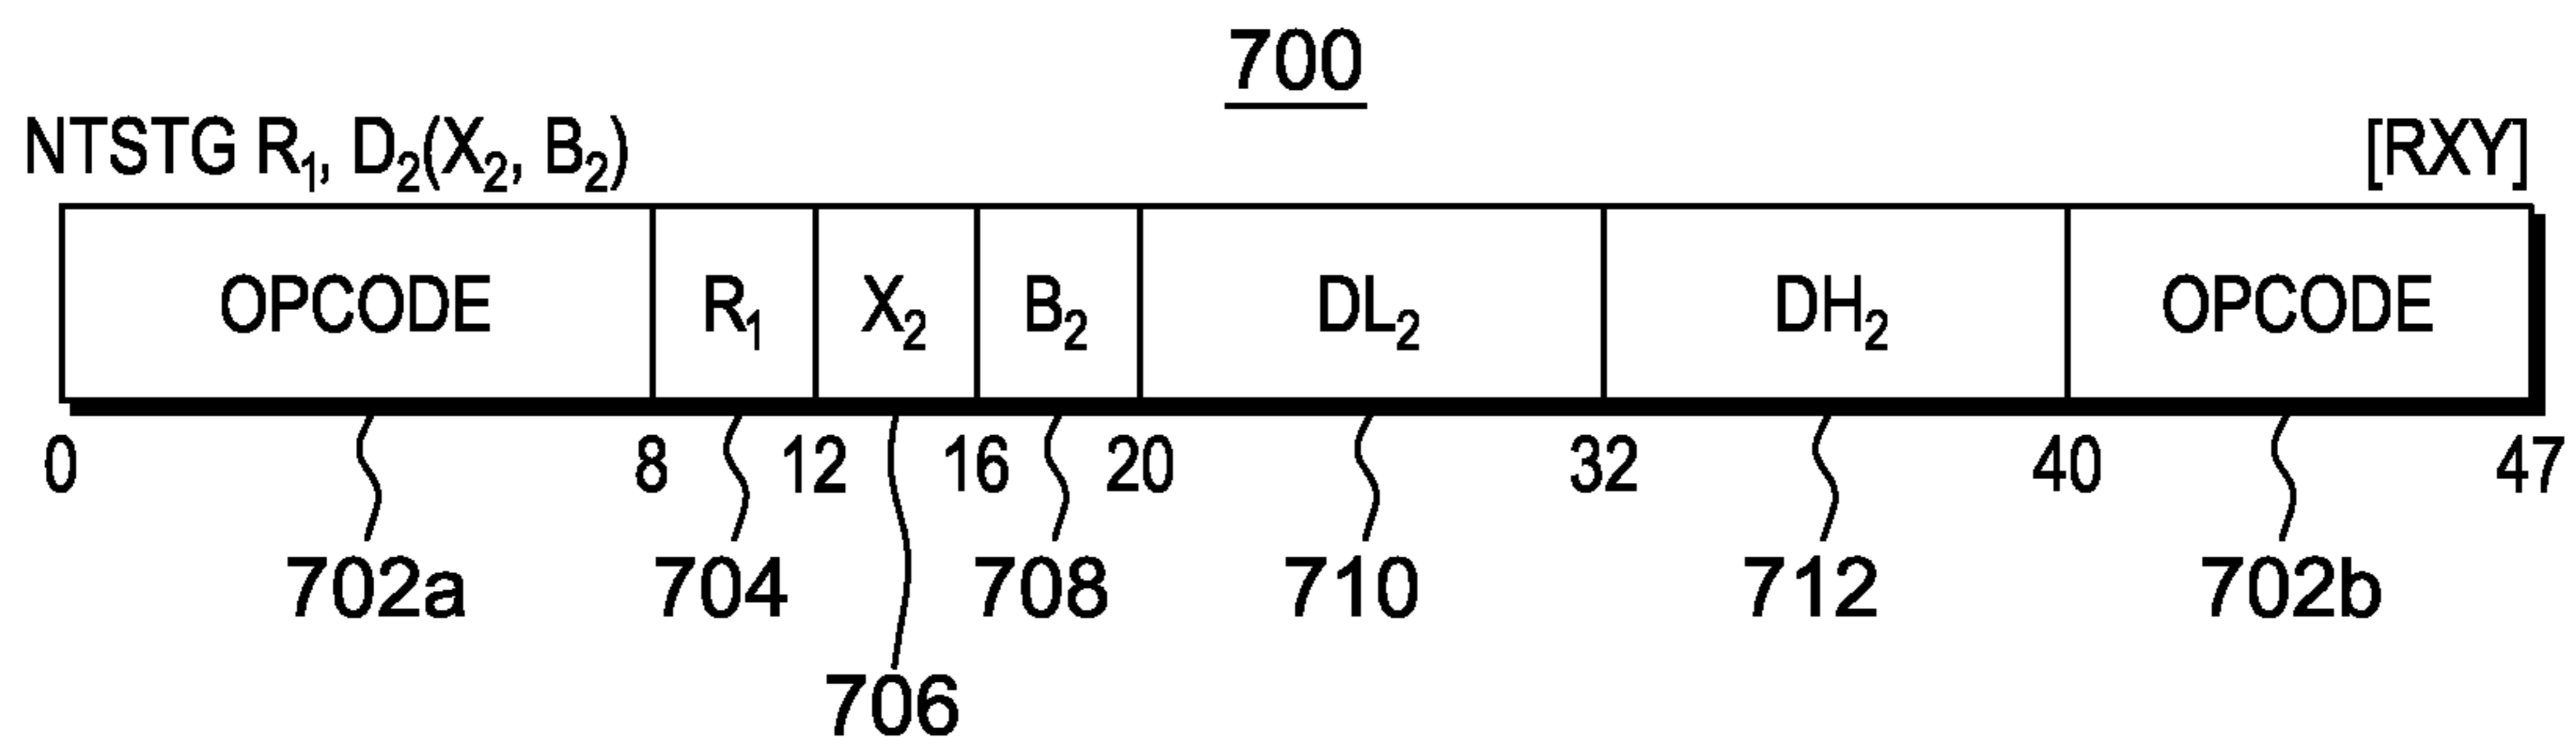 700
NTSTG R₁, D₂(X₂, B₂) [RXY]
OPCODE R₁ X₂ B₂ DL₂ DH₂ OPCODE
0 8 12 16 20 32 40 47
702a 704 708 710 712 702b
706